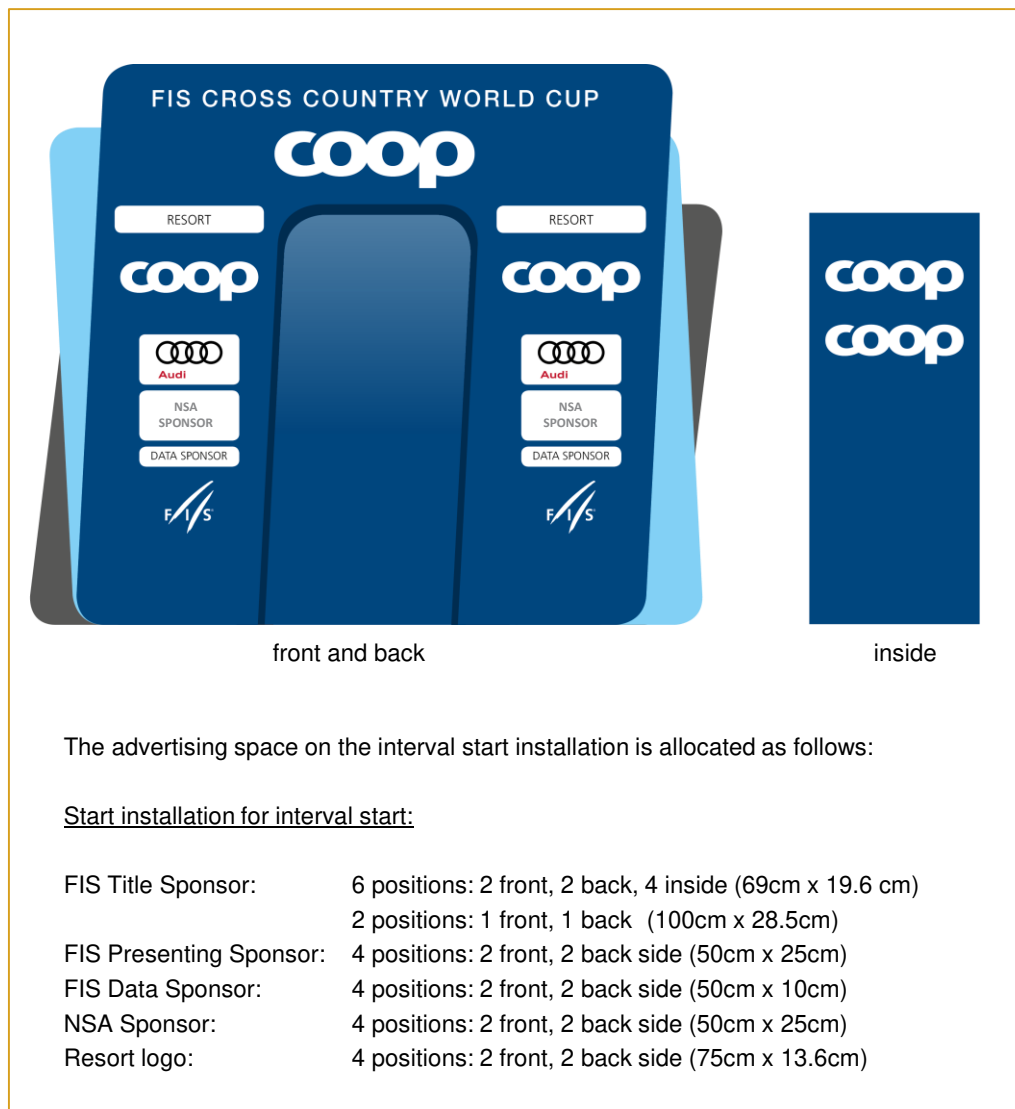 FIS CROSS COUNTRY WORLD CUP
coop
RESORT
RESORT
coop
coop
coop
coop
Audi
Audi
NSA
SPONSOR
NSA
SPONSOR
DATA SPONSOR
DATA SPONSOR
FIS
FIS
front and back
inside
The advertising space on the interval start installation is allocated as follows:
Start installation for interval start:
FIS Title Sponsor: 6 positions: 2 front, 2 back, 4 inside (69cm x 19.6 cm)
2 positions: 1 front, 1 back (100cm x 28.5cm)
FIS Presenting Sponsor: 4 positions: 2 front, 2 back side (50cm x 25cm)
FIS Data Sponsor: 4 positions: 2 front, 2 back side (50cm x 10cm)
NSA Sponsor: 4 positions: 2 front, 2 back side (50cm x 25cm)
Resort logo: 4 positions: 2 front, 2 back side (75cm x 13.6cm)